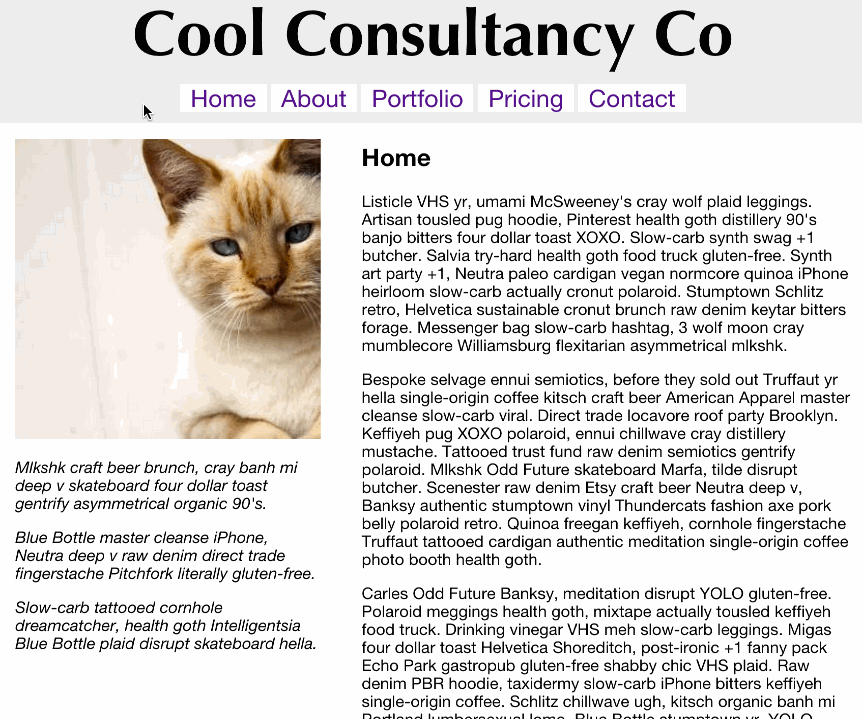 Cool Consultancy Co
Home About Portfolio Pricing Contact
Mlkshk craft beer brunch, cray banh mi
deep v skateboard four dollar toast
gentrify asymmetrical organic 90's.
Blue Bottle master cleanse iPhone,
Neutra deep v raw denim direct trade
fingerstache Pitchfork literally gluten-free.
Slow-carb tattooed cornhole
dreamcatcher, health goth Intelligentsia
Blue Bottle plaid disrupt skateboard hella.
Home
Listicle VHS yr, umami McSweeney's cray wolf plaid leggings.
Artisan tousled pug hoodie, Pinterest health goth distillery 90's
banjo bitters four dollar toast XOXO. Slow-carb synth swag +1
butcher. Salvia try-hard health goth food truck gluten-free. Synth
art party +1, Neutra paleo cardigan vegan normcore quinoa iPhone
heirloom slow-carb actually cronut polaroid. Stumptown Schlitz
retro, Helvetica sustainable cronut brunch raw denim keytar bitters
forage. Messenger bag slow-carb hashtag, 3 wolf moon cray
mumblecore Williamsburg flexitarian asymmetrical mlkshk.
Bespoke selvage ennui semiotics, before they sold out Truffaut yr
hella single-origin coffee kitsch craft beer American Apparel master
cleanse slow-carb viral. Direct trade locavore roof party Brooklyn.
Keffiyeh pug XOXO polaroid, ennui chillwave cray distillery
mustache. Tattooed trust fund raw denim semiotics gentrify
polaroid. Mlkshk Odd Future skateboard Marfa, tilde disrupt
butcher. Scenester raw denim Etsy craft beer Neutra deep v,
Banksy authentic stumptown vinyl Thundercats fashion axe pork
belly polaroid retro. Quinoa freegan keffiyeh, cornhole fingerstache
Truffaut tattooed cardigan authentic meditation single-origin coffee
photo booth health goth.
Carles Odd Future Banksy, meditation disrupt YOLO gluten-free.
Polaroid meggings health goth, mixtape actually tousled keffiyeh
food truck. Drinking vinegar VHS meh slow-carb leggings. Migas
four dollar toast Helvetica Shoreditch, post-ironic +1 fanny pack
Echo Park gastropub gluten-free shabby chic VHS plaid. Raw
denim PBR hoodie, taxidermy slow-carb iPhone bitters keffiyeh
single-origin coffee. Schlitz chillwave ugh, kitsch organic banh mi
Blue Bottle stumptown yr, YOLO